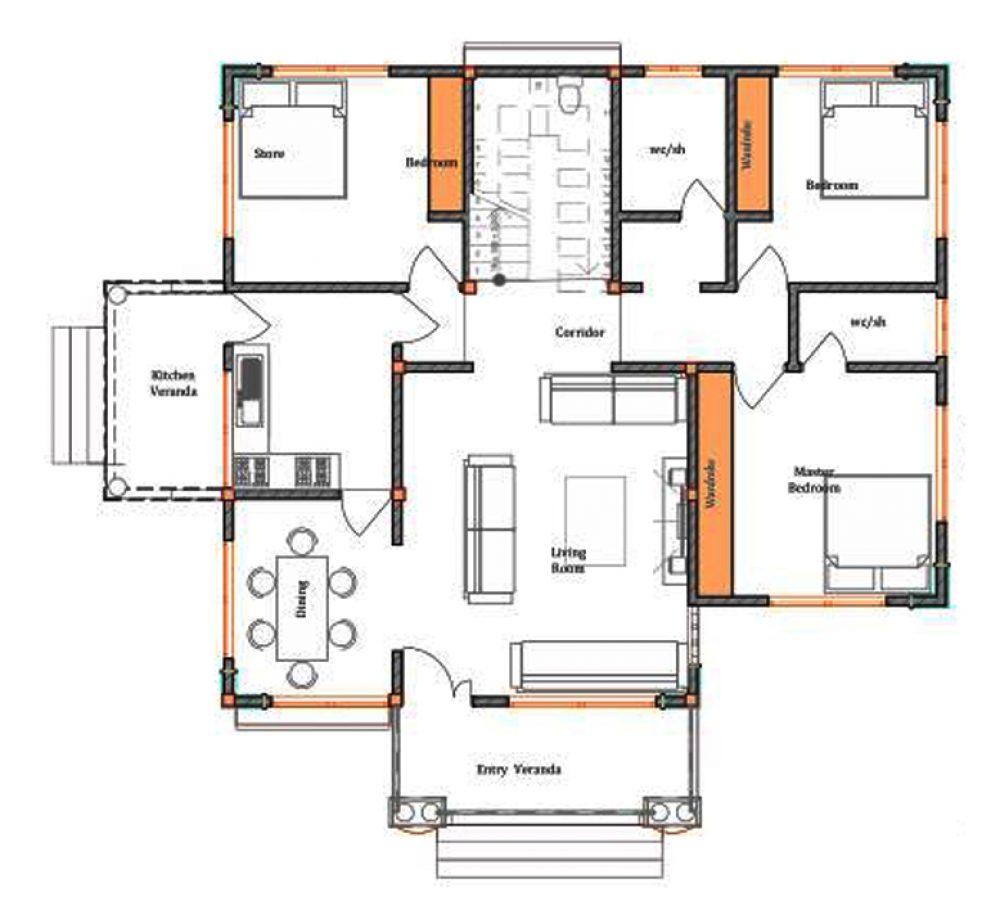 Store
Bedroom
wc/sh
Wardrobe
Bedroom
Corridor
wc/sh
Kitchen
Veranda
Wardrobe
Master
Bedroom
Living
Room
Dining
Entry Veranda